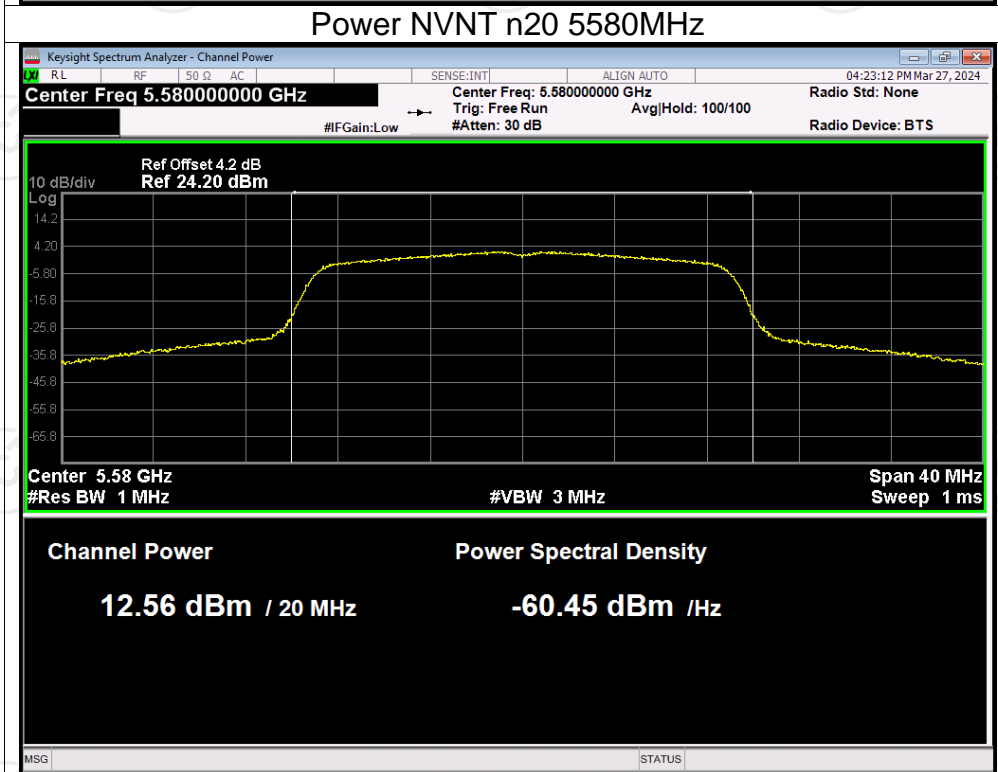 Power NVNT n20 5580MHz
Keysight Spectrum Analyzer - Channel Power
LXI RL RF 50 Ω AC SENSE:INT ALIGN AUTO 04:23:12 PM Mar 27, 2024
Center Freq 5.580000000 GHz Center Freq: 5.580000000 GHz Radio Std: None
Trig: Free Run Avg|Hold: 100/100
#IFGain:Low #Atten: 30 dB Radio Device: BTS
Ref Offset 4.2 dB
10 dB/div Ref 24.20 dBm
Log
14.2
4.20
-5.80
-15.8
-25.8
-35.8
-45.8
-55.8
-65.8
Center 5.58 GHz Span 40 MHz
#Res BW 1 MHz #VBW 3 MHz Sweep 1 ms
Channel Power Power Spectral Density
12.56 dBm / 20 MHz -60.45 dBm /Hz
MSG STATUS